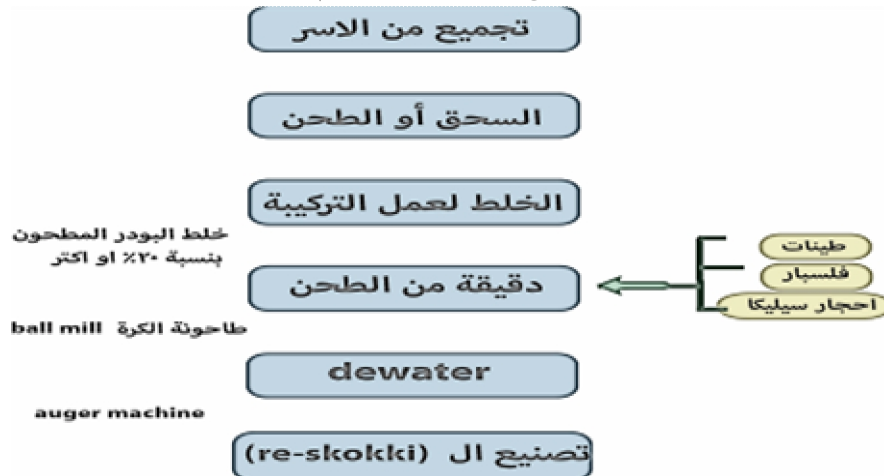 تجميع من الاسر
السحق أو الطحن
الخلط لعمل التركيبة
خلط البودر المطحون
بنسبة ٢٠٪ او اكتر
طينات
فلسبار
احجار سيليكا
دقيقة من الطحن
طاحونة الكرة ball mill
dewater
auger machine
تصنيع ال (re-skokki)